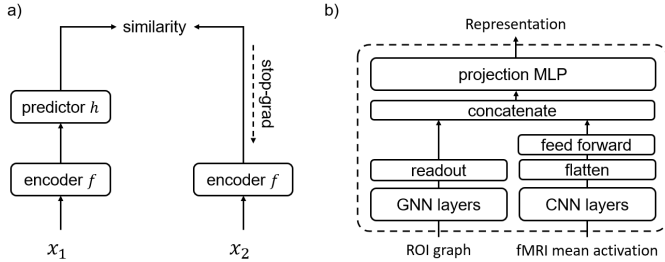 a)
similarity
stop-grad
predictor h
encoder f
encoder f
x₁
x₂
b)
Representation
projection MLP
concatenate
feed forward
readout
flatten
GNN layers
CNN layers
ROI graph
fMRI mean activation